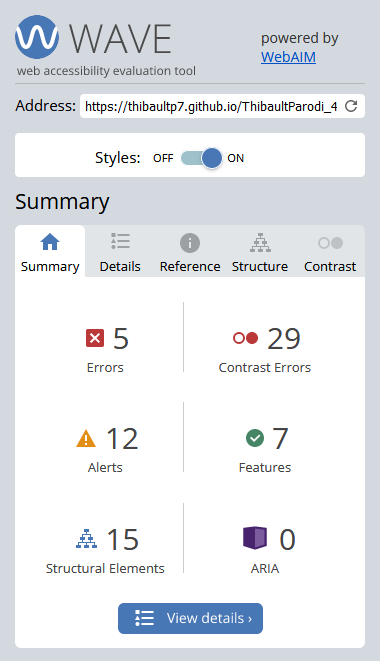 WAVE
web accessibility evaluation tool
powered by
WebAIM
Address: https://thibaultp7.github.io/ThibaultParodi_4
Styles: OFF ON
Summary
Summary Details Reference Structure Contrast
5
Errors
29
Contrast Errors
12
Alerts
7
Features
15
Structural Elements
0
ARIA
View details ›